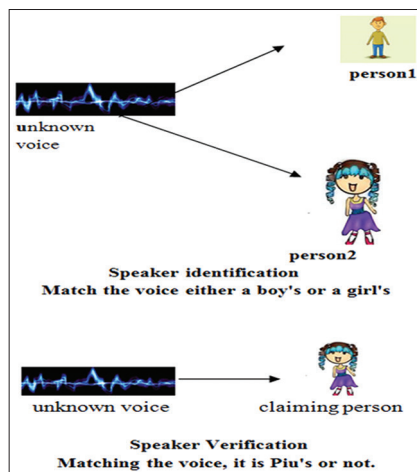 person1
unknown
voice
person2
Speaker identification
Match the voice either a boy's or a girl's
unknown voice
claiming person
Speaker Verification
Matching the voice, it is Piu's or not.